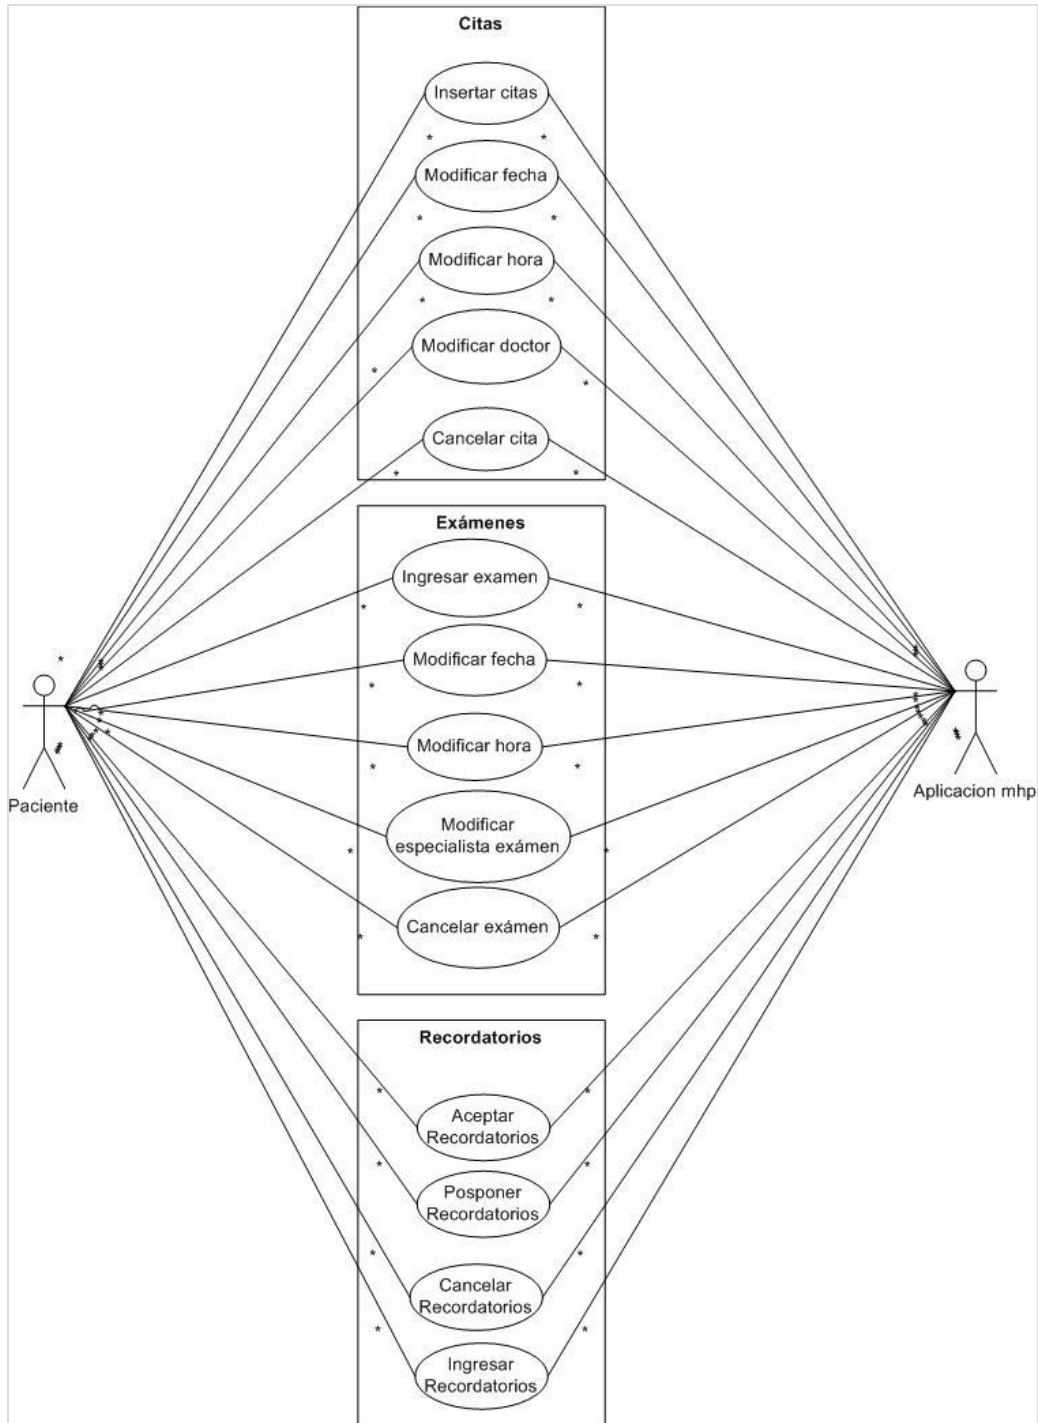 Citas
Insertar citas
Modificar fecha
Modificar hora
Modificar doctor
Cancelar cita
Exámenes
Ingresar examen
Modificar fecha
Modificar hora
Modificar
especialista exámen
Cancelar exámen
Paciente
Aplicacion mhp
Recordatorios
Aceptar
Recordatorios
Posponer
Recordatorios
Cancelar
Recordatorios
Ingresar
Recordatorios